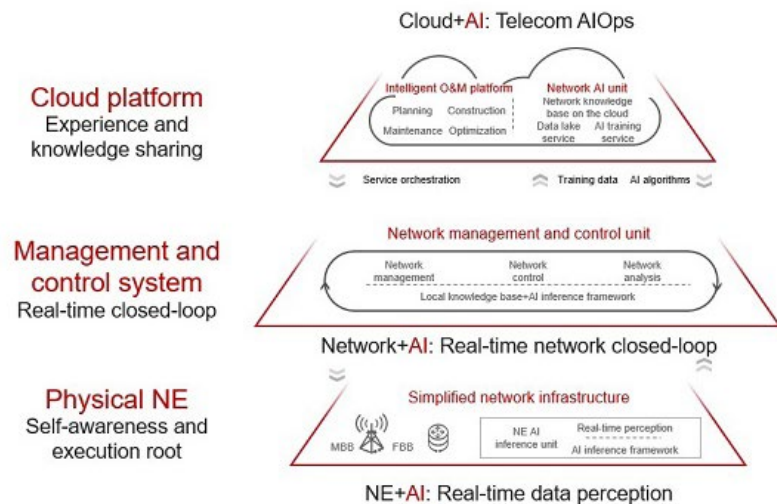 Cloud+AI: Telecom AIOps
Cloud platform
Experience and
knowledge sharing
Intelligent O&M platform
Planning Construction
Maintenance Optimization
Network AI unit
Network knowledge
base on the cloud
Data lake
service
AI training
service
Service orchestration
Training data AI algorithms
Management and
control system
Real-time closed-loop
Network management and control unit
Network
management
Network
control
Network
analysis
Local knowledge base+AI inference framework
Network+AI: Real-time network closed-loop
Physical NE
Self-awareness and
execution root
Simplified network infrastructure
MBB FBB
NE AI
inference unit
Real-time perception
AI inference framework
NE+AI: Real-time data perception